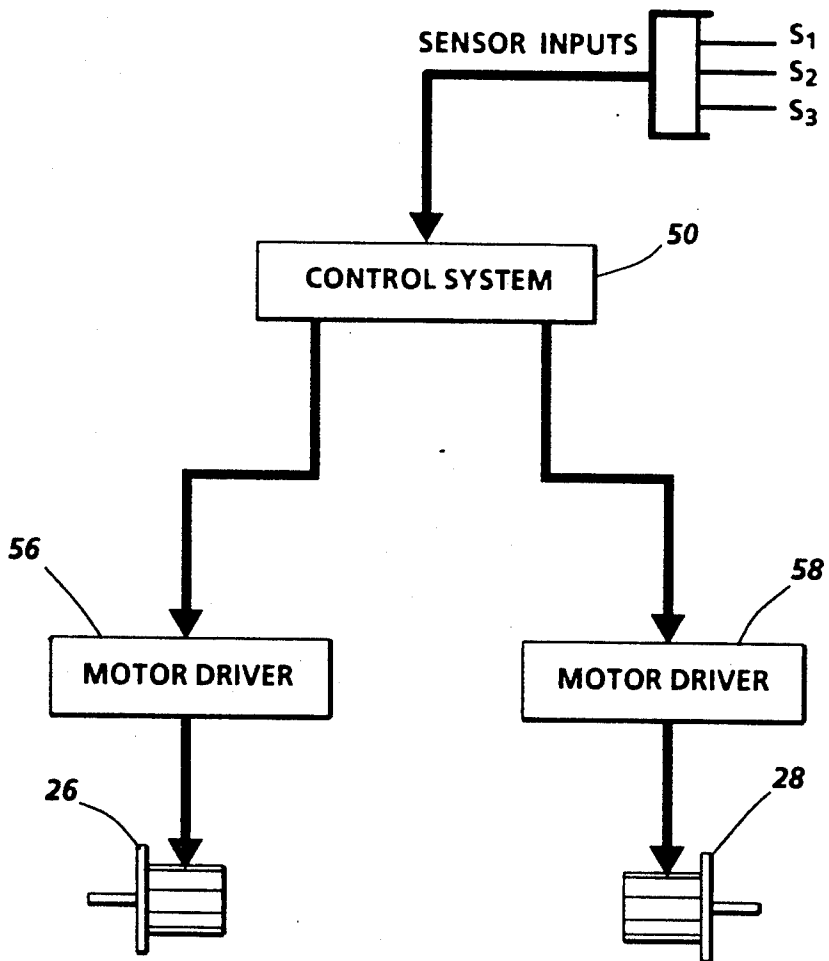 SENSOR INPUTS
S₁
S₂
S₃
50
CONTROL SYSTEM
56
58
MOTOR DRIVER
MOTOR DRIVER
26
28